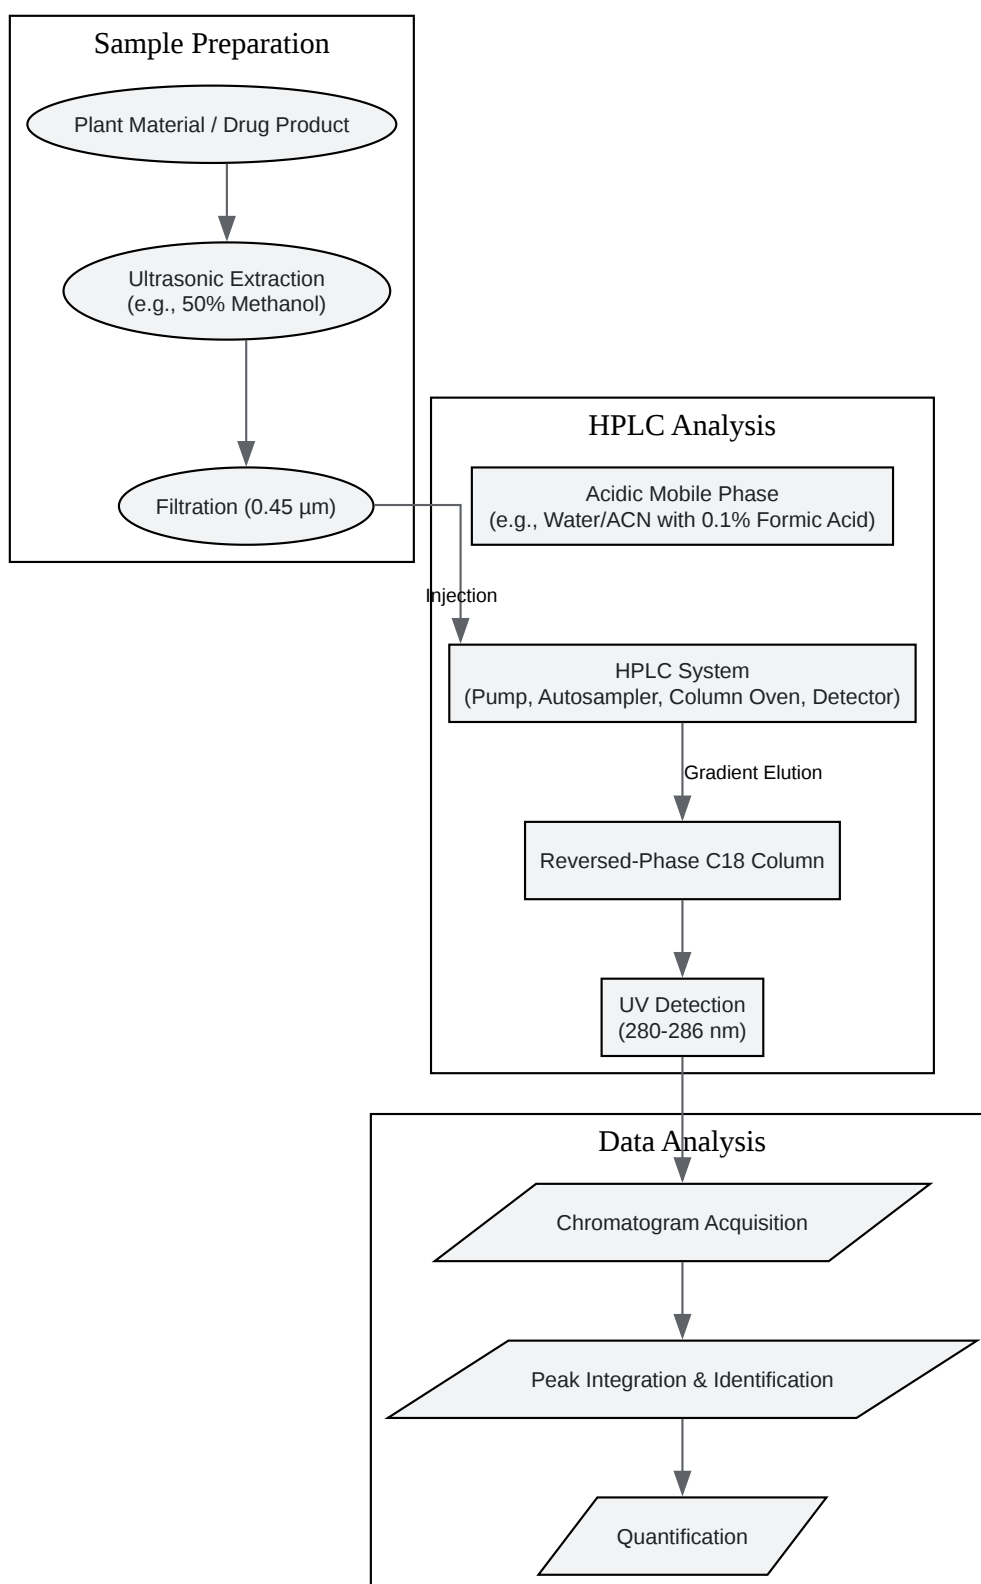 Sample Preparation
Plant Material / Drug Product
Ultrasonic Extraction
(e.g., 50% Methanol)
Filtration (0.45 µm)
HPLC Analysis
Acidic Mobile Phase
(e.g., Water/ACN with 0.1% Formic Acid)
Injection
HPLC System
(Pump, Autosampler, Column Oven, Detector)
Gradient Elution
Reversed-Phase C18 Column
UV Detection
(280-286 nm)
Data Analysis
Chromatogram Acquisition
Peak Integration & Identification
Quantification